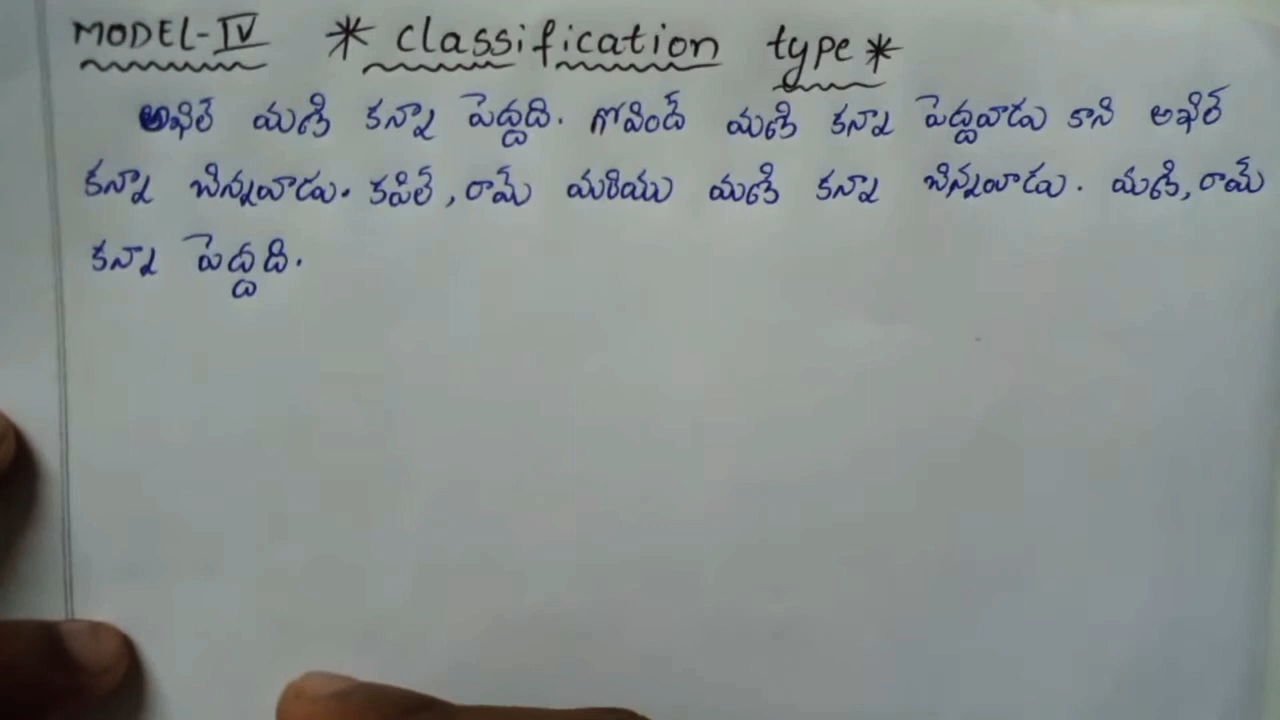 MODEL-IV * classification type *
అఖిల్ మణి కన్నా పెద్దది. గోవింద్ మణి కన్నా పెద్దవాడు కాని అఖిల్
కన్నా చిన్నవాడు. కపిల్, రామ్ మరియు మణి కన్నా చిన్నవాడు. మణి, రామ్
కన్నా పెద్దది.